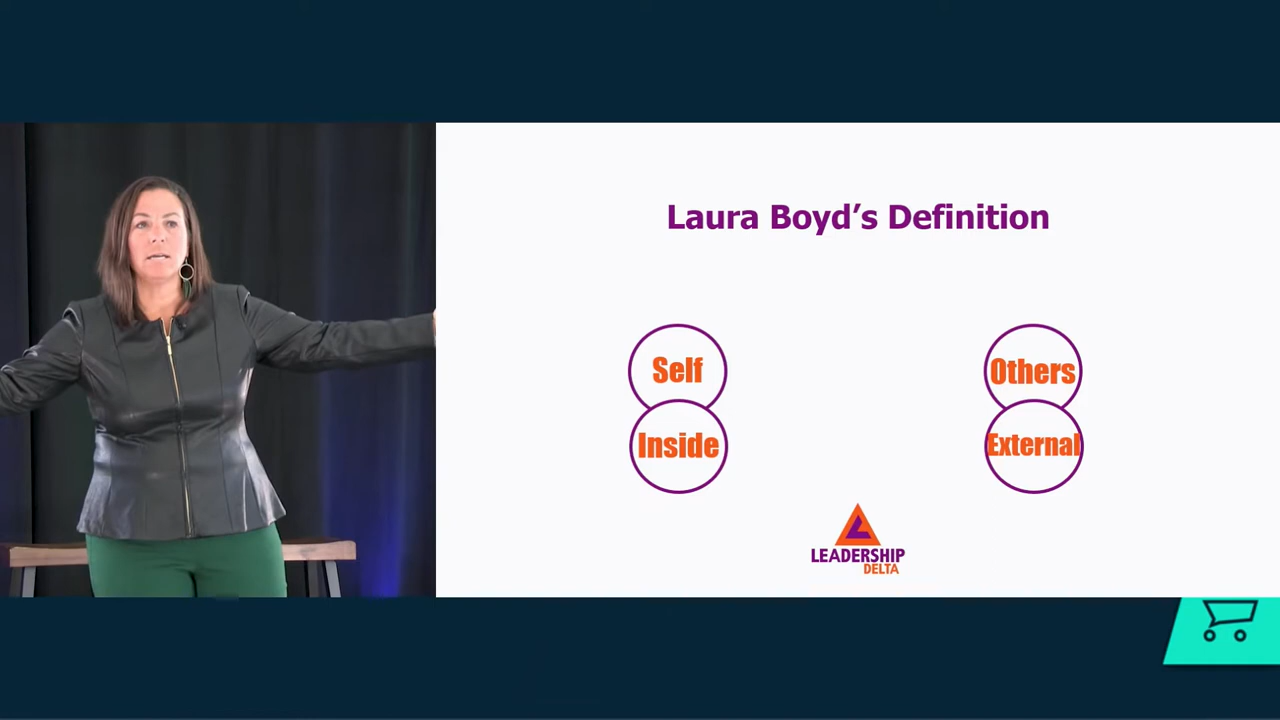 Laura Boyd’s Definition
Self
Others
Inside
External
LEADERSHIP
DELTA